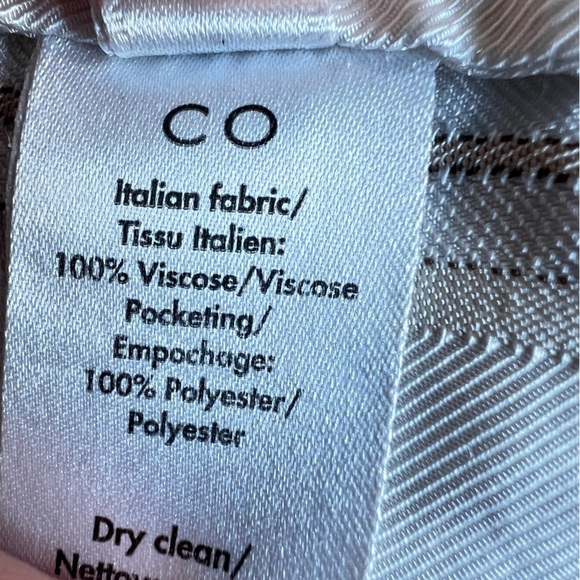 CO
Italian fabric/
Tissu Italien:
100% Viscose/Viscose
Pocketing/
Empochage:
100% Polyester/
Polyester
Dry clean/